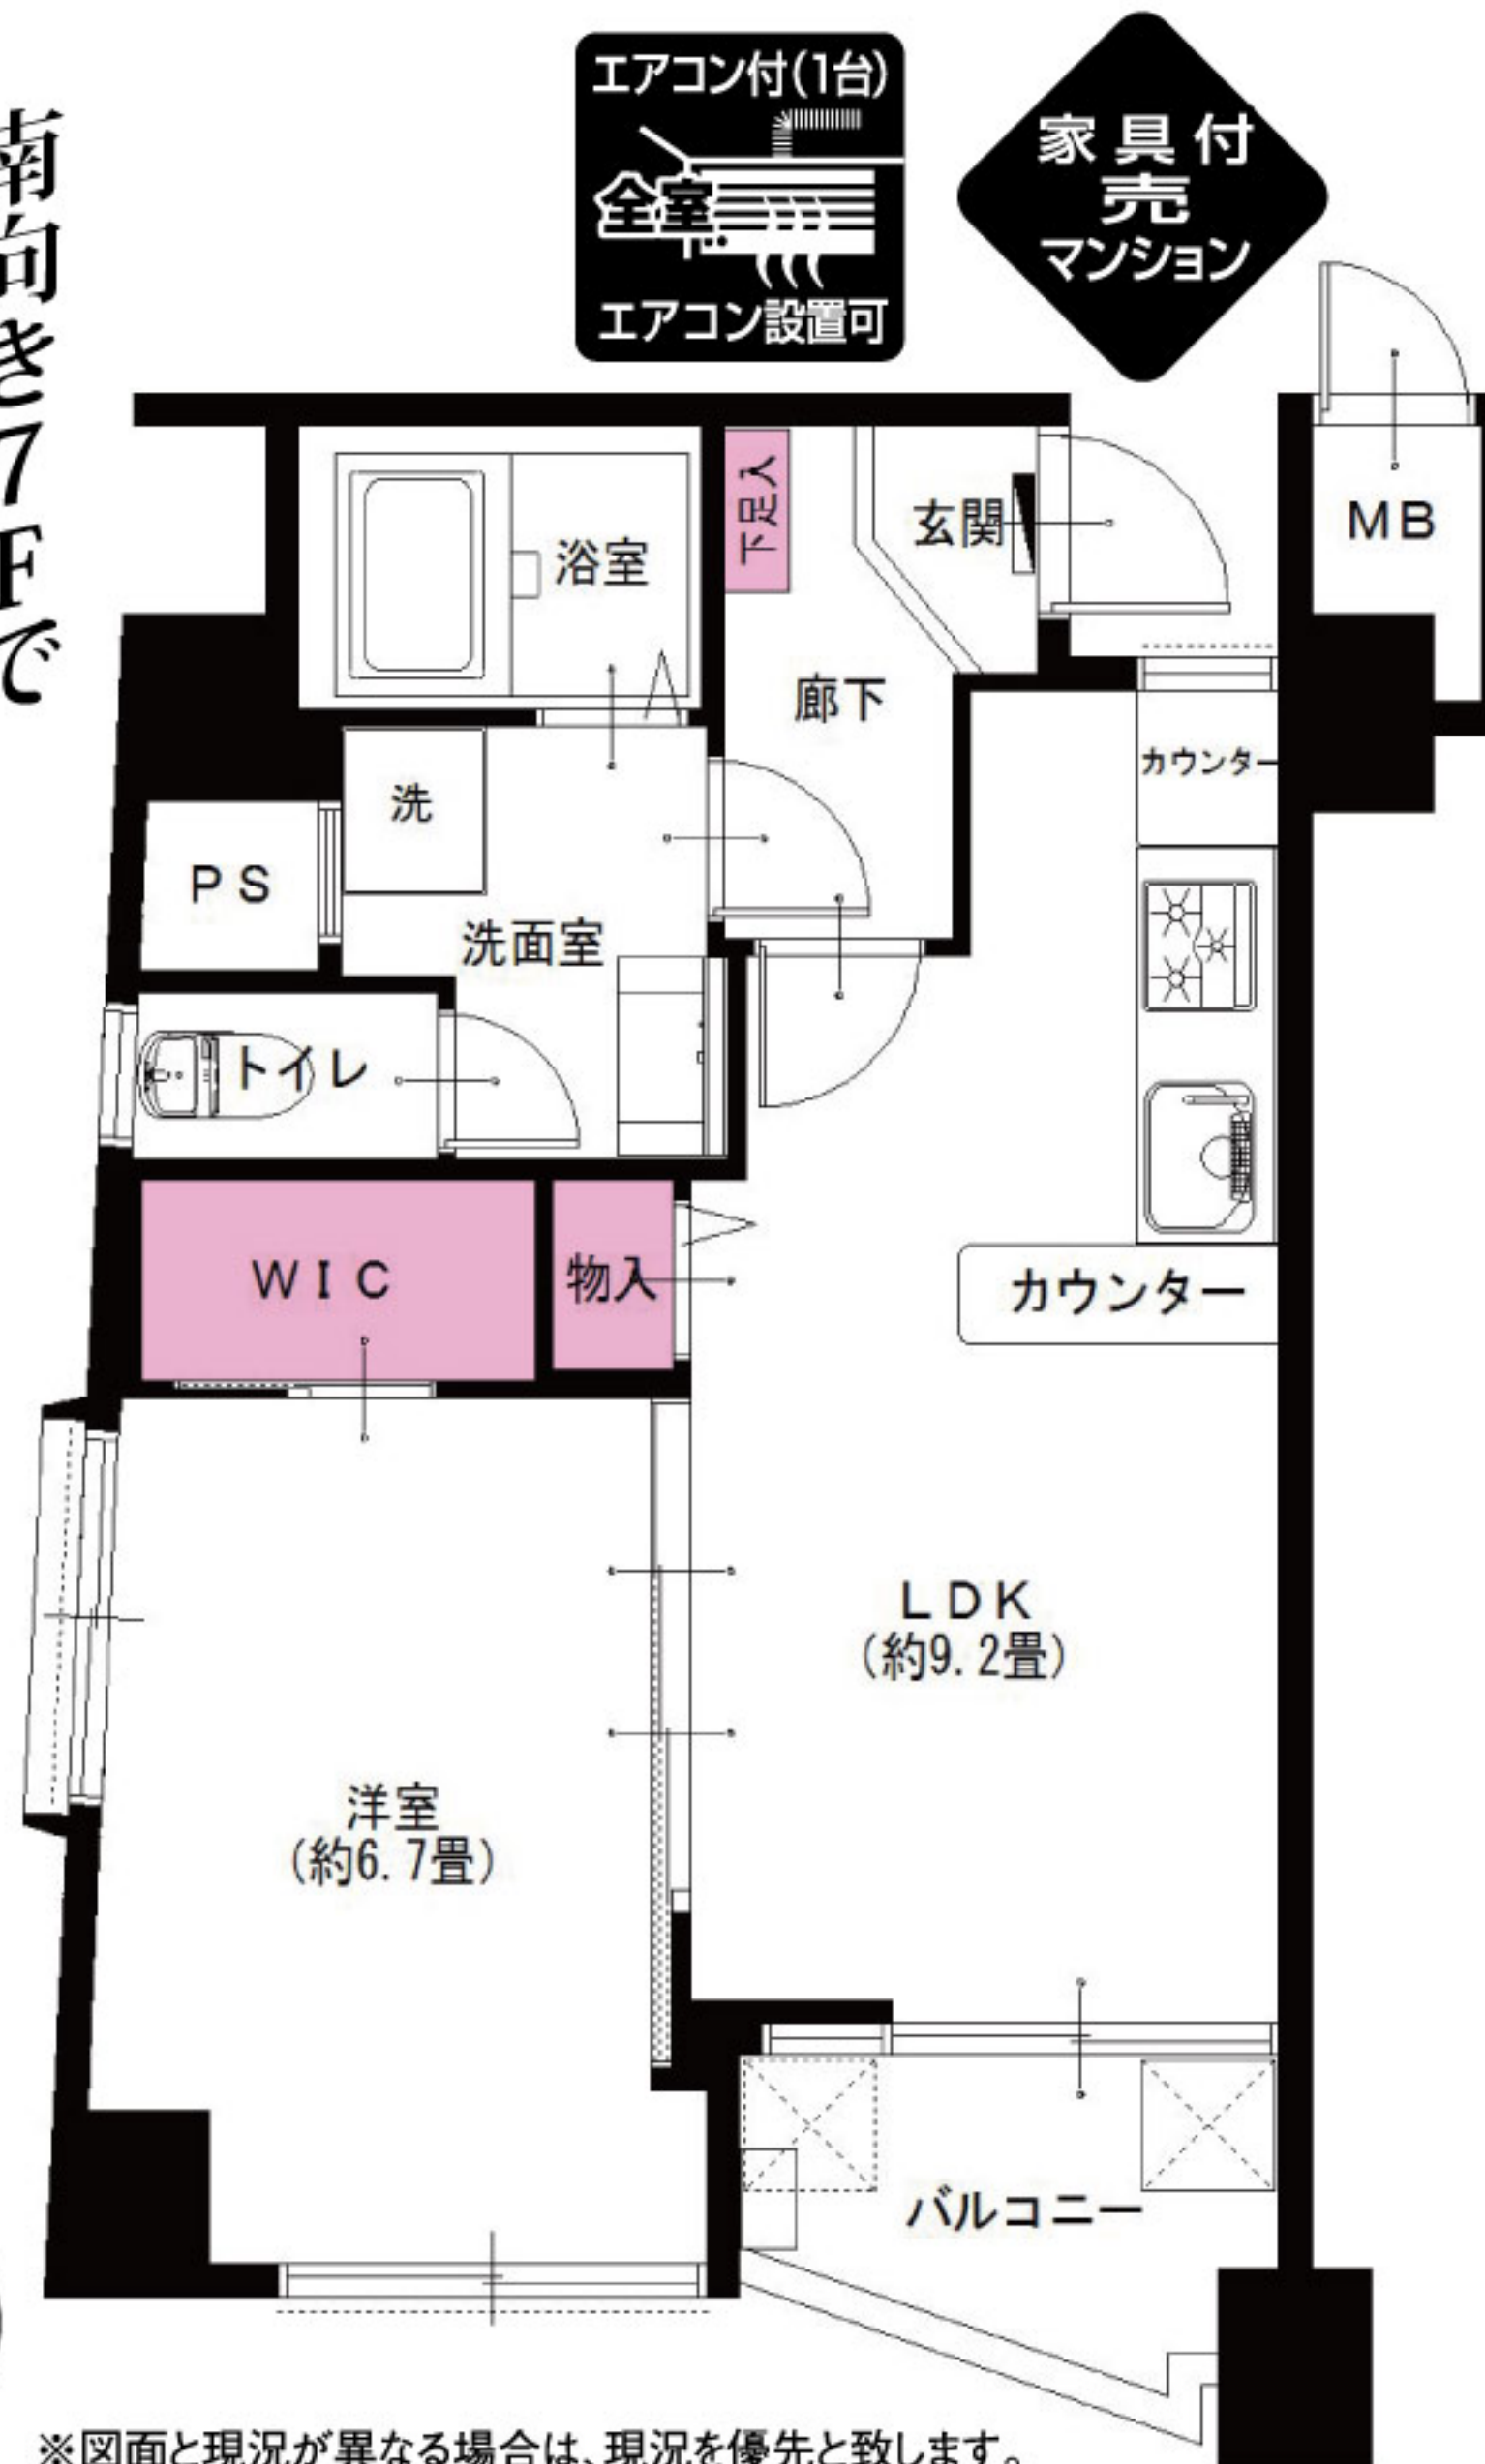 南向き7Fで
エアコン付(1台)
全室
エアコン設置可
家具付
売
マンション
浴室
下足入
玄関
MB
廊下
カウンター
洗
PS
洗面室
トイレ
WIC
物入
カウンター
LDK
(約9.2畳)
洋室
(約6.7畳)
バルコニー
※図面と現況が異なる場合は、現況を優先と致します。